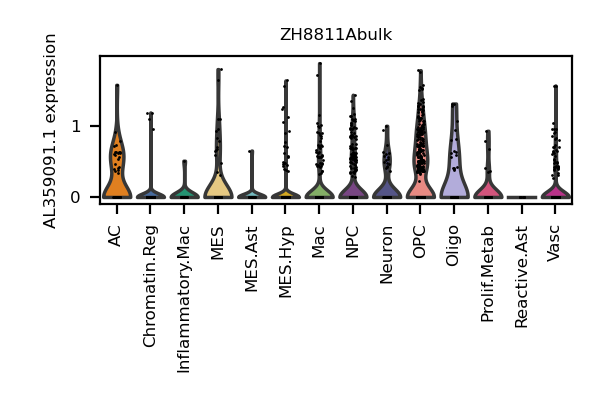 ZH8811Abulk
AL359091.1 expression
1
0
AC
Chromatin.Reg
Inflammatory.Mac
MES
MES.Ast
MES.Hyp
Mac
NPC
Neuron
OPC
Oligo
Prolif.Metab
Reactive.Ast
Vasc